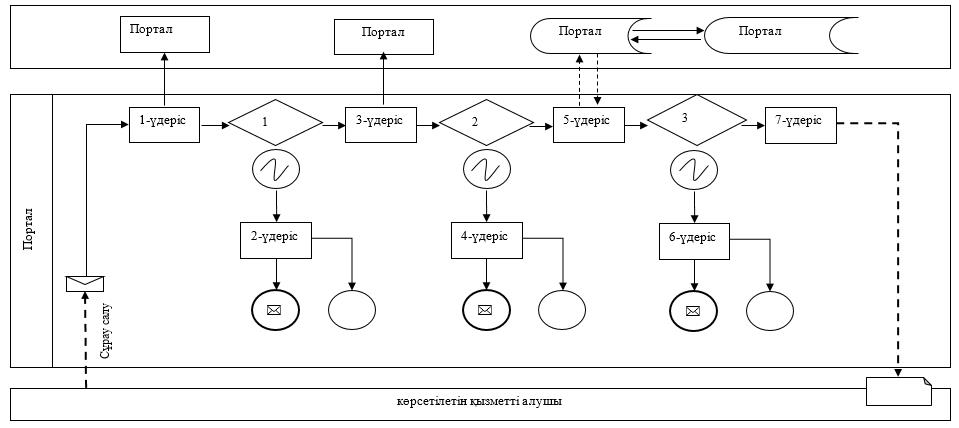 Портал
Портал
Портал
Портал
1-үдеріс
1
3-үдеріс
2
5-үдеріс
3
7-үдеріс
2-үдеріс
4-үдеріс
6-үдеріс
Портал
Сұрау салу
көрсетілетін қызметті алушы